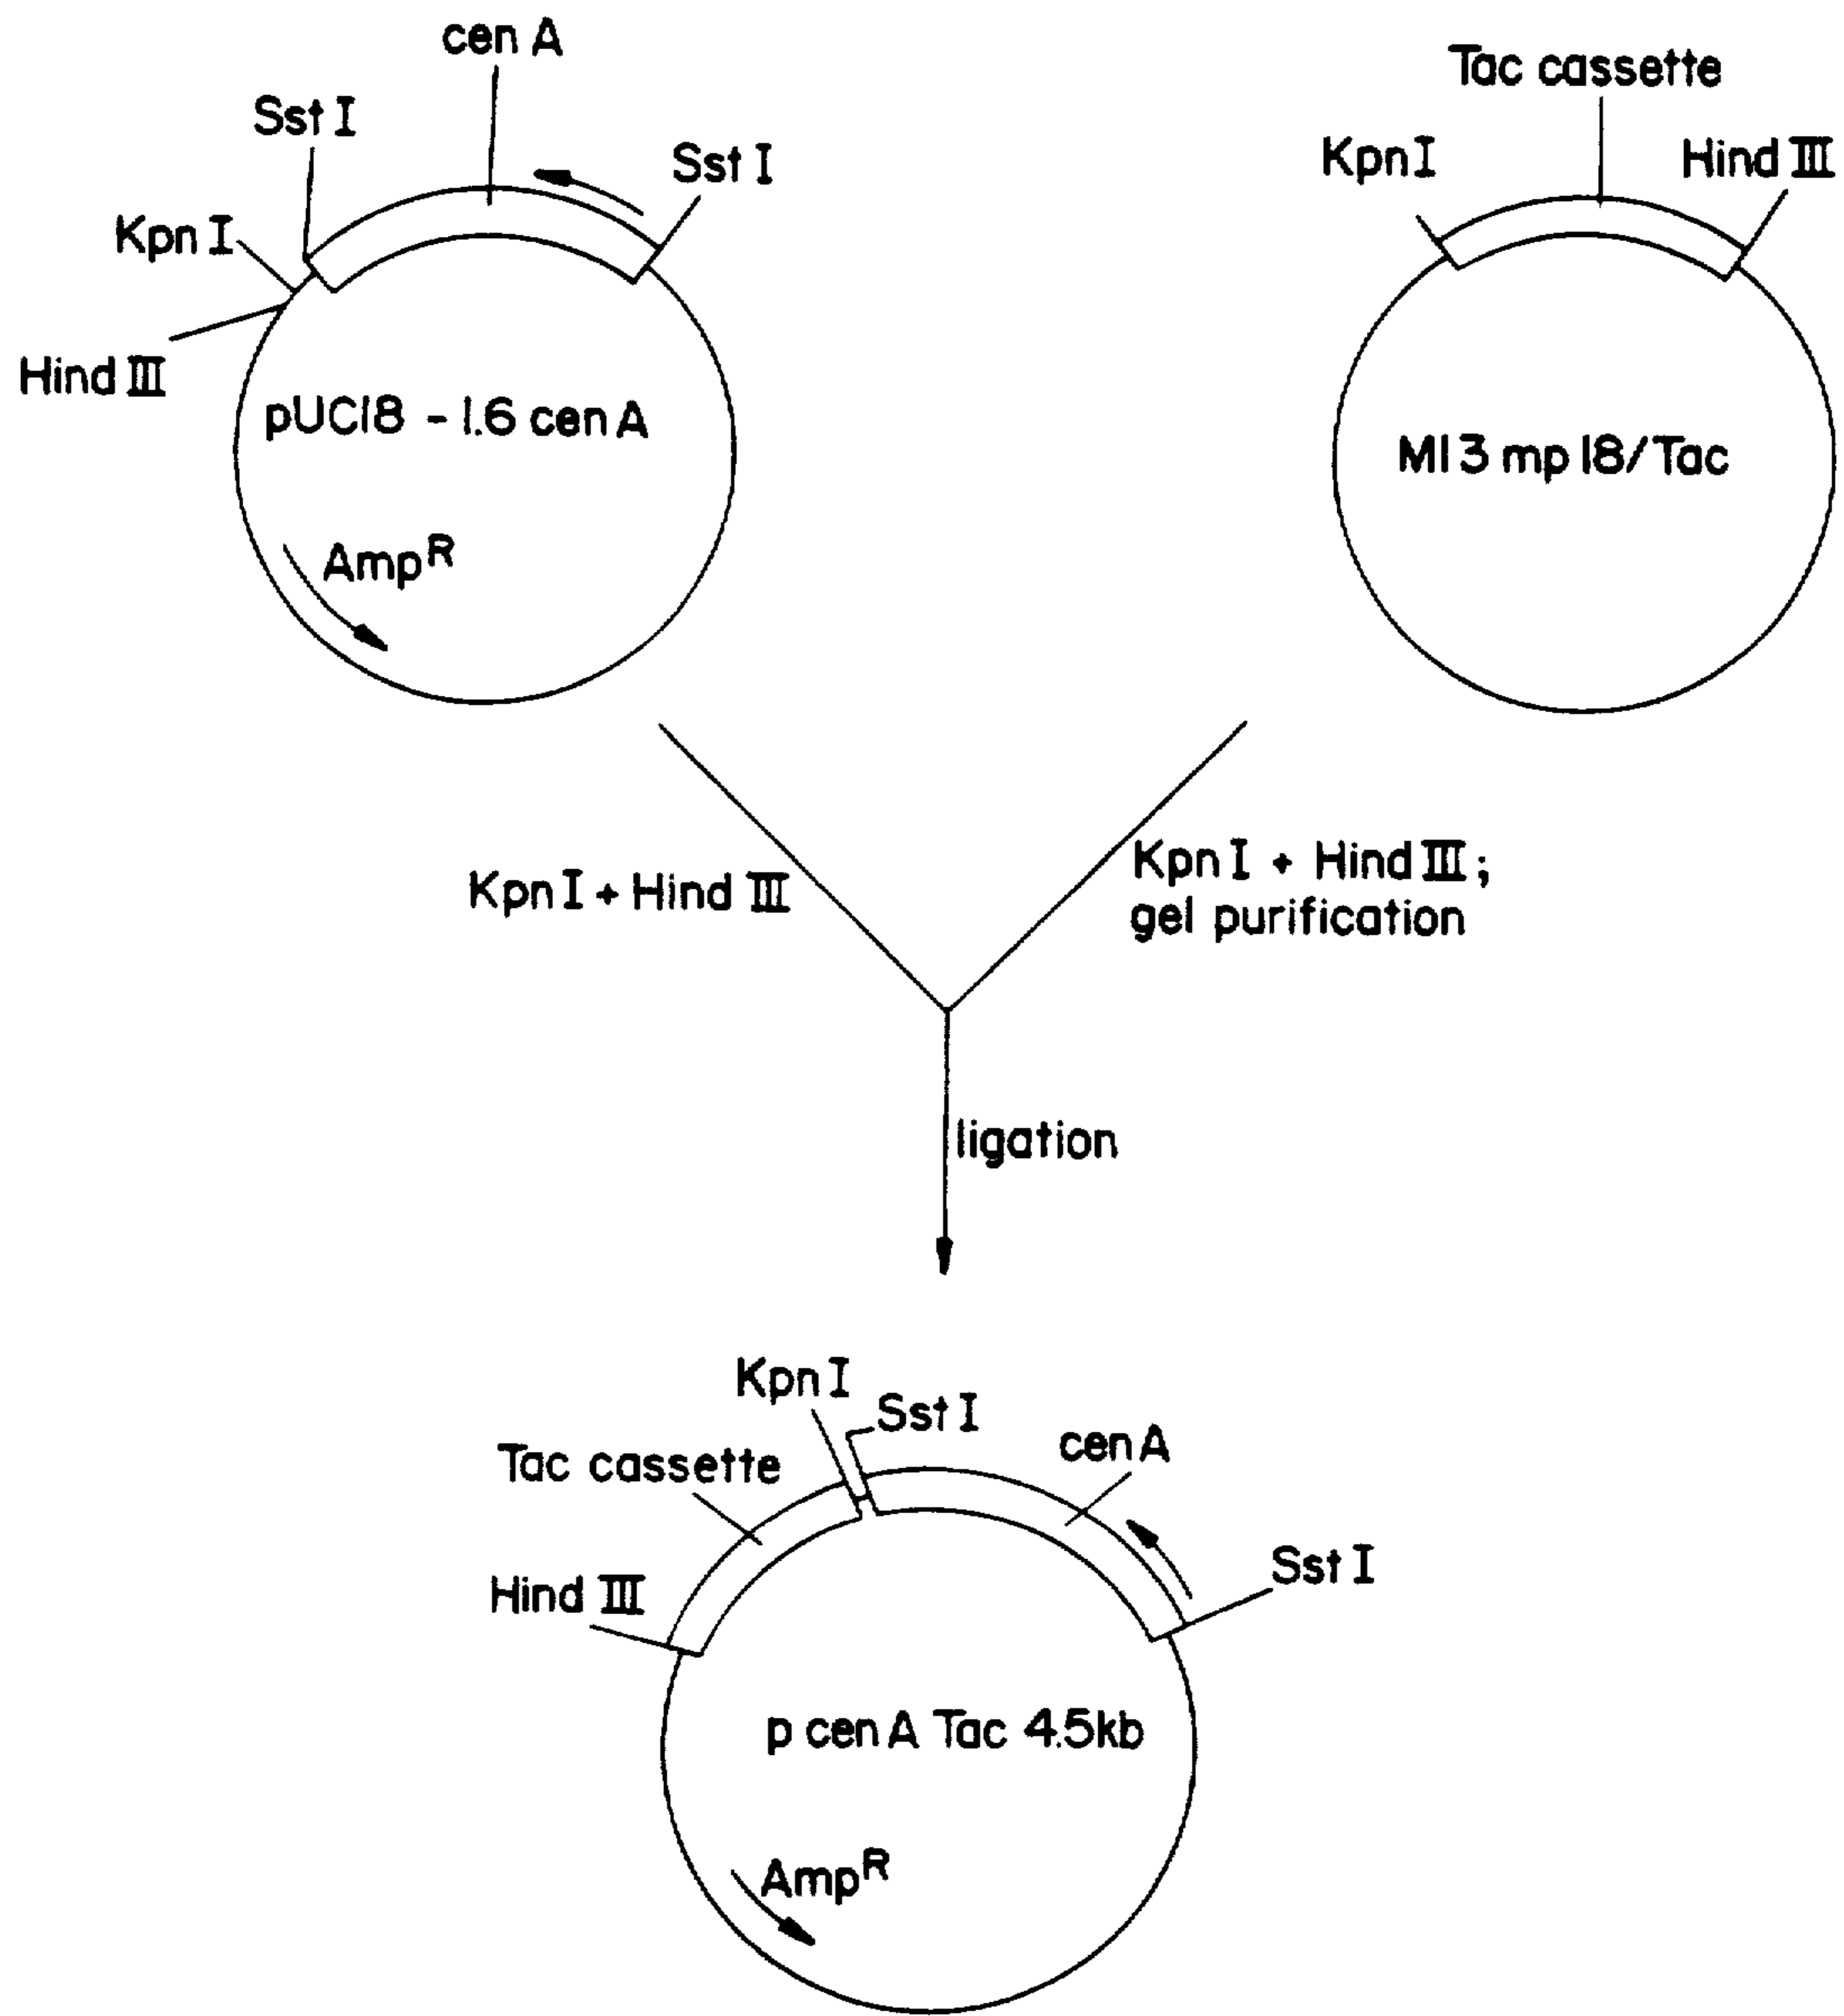 cen A
Sst I
Sst I
Kpn I
Hind III
pUC18 - 1.6 cen A
Amp^R
Tac cassette
Kpn I
Hind III
M13 mp 18/Tac
Kpn I + Hind III
Kpn I + Hind III;
gel purification
ligation
Kpn I
Sst I
Tac cassette
cen A
Hind III
Sst I
p cen A Tac 4.5kb
Amp^R